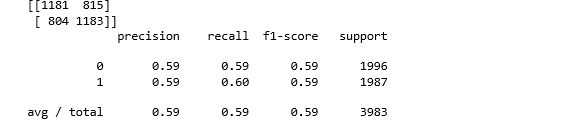 [[1181 815]
[ 804 1183]]
precision recall f1-score support
0 0.59 0.59 0.59 1996
1 0.59 0.60 0.59 1987
avg / total 0.59 0.59 0.59 3983